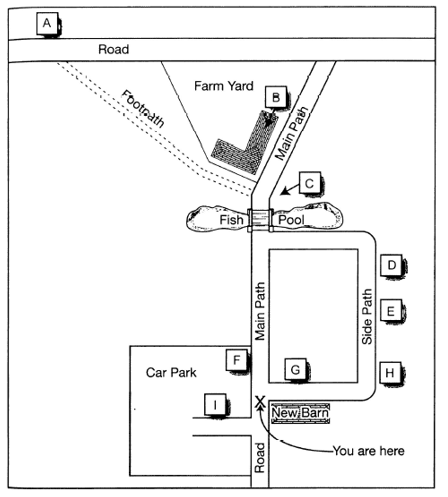 A
Road
Farm Yard
Footpath
B
Main Path
C
Fish
Pool
D
Main Path
E
Side Path
F
G
H
Car Park
I
X
New Barn
You are here
Road